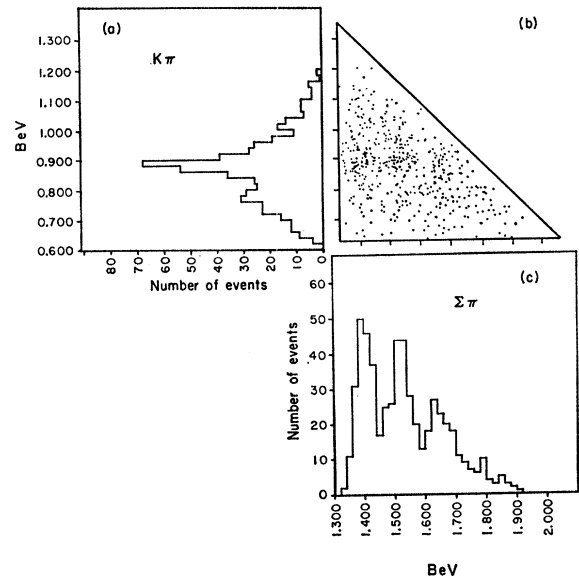 (a)
Kπ
BeV
1.300
1.200
1.100
1.000
0.900
0.800
0.700
0.600
80 70 60 50 40 30 20 10 0
Number of events
(b)
(c)
Σπ
Number of events
60
50
40
30
20
10
0
1.300 1.400 1.500 1.600 1.700 1.800 1.900 2.000
BeV